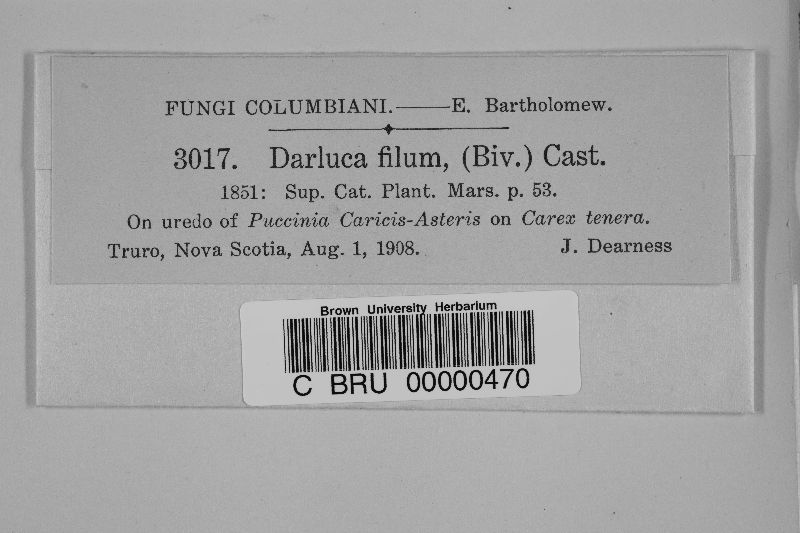 FUNGI COLUMBIANI.——E. Bartholomew.
3017. Darluca filum, (Biv.) Cast.
1851: Sup. Cat. Plant. Mars. p. 53.
On uredo of Puccinia Caricis-Asteris on Carex tenera.
Truro, Nova Scotia, Aug. 1, 1908. J. Dearness
Brown University Herbarium
C BRU 00000470